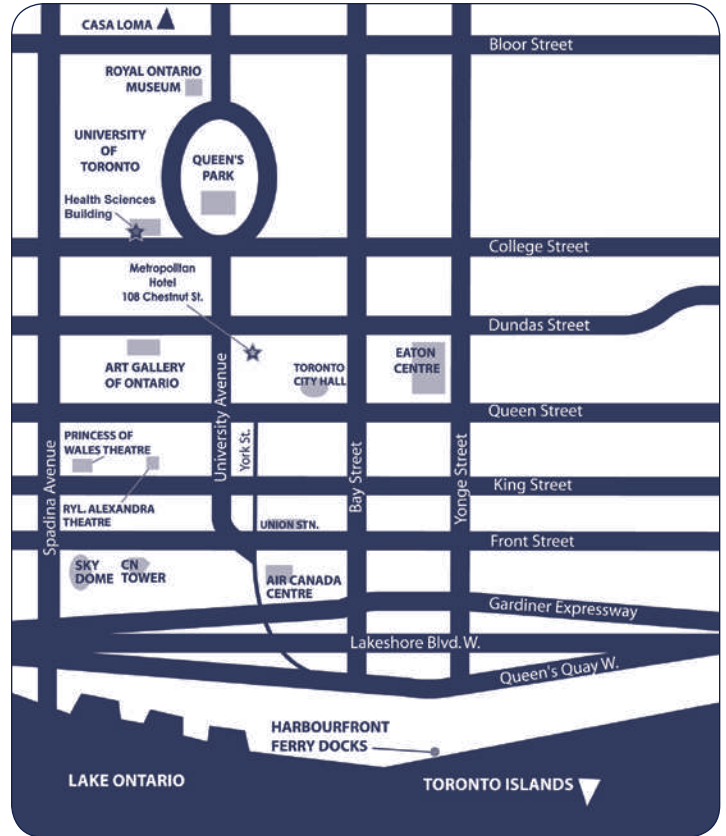 CASA LOMA
Bloor Street
ROYAL ONTARIO
MUSEUM
UNIVERSITY
OF
TORONTO
QUEEN'S
PARK
Health Sciences
Building
College Street
Metropolitan
Hotel
108 Chestnut St.
Dundas Street
ART GALLERY
OF ONTARIO
University Avenue
TORONTO
CITY HALL
EATON
CENTRE
Queen Street
Spadina Avenue
PRINCESS OF
WALES THEATRE
York St.
Bay Street
Yonge Street
King Street
RYL. ALEXANDRA
THEATRE
UNION STN.
Front Street
SKY
DOME
CN
TOWER
AIR CANADA
CENTRE
Gardiner Expressway
Lakeshore Blvd. W.
Queen's Quay W.
HARBOURFRONT
FERRY DOCKS
LAKE ONTARIO
TORONTO ISLANDS